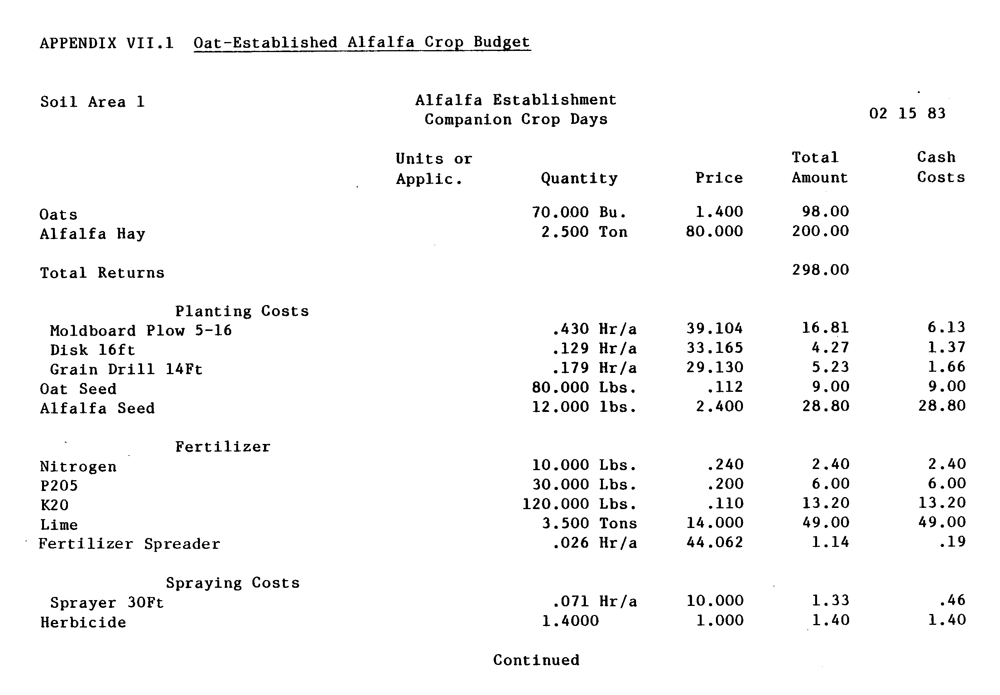 APPENDIX VII.1 Oat-Established Alfalfa Crop Budget
Soil Area 1 Alfalfa Establishment
Companion Crop Days 02 15 83
Units or Total Cash
Applic. Quantity Price Amount Costs
Oats 70.000 Bu. 1.400 98.00
Alfalfa Hay 2.500 Ton 80.000 200.00
Total Returns 298.00
Planting Costs
Moldboard Plow 5-16 .430 Hr/a 39.104 16.81 6.13
Disk 16ft .129 Hr/a 33.165 4.27 1.37
Grain Drill 14Ft .179 Hr/a 29.130 5.23 1.66
Oat Seed 80.000 Lbs. .112 9.00 9.00
Alfalfa Seed 12.000 lbs. 2.400 28.80 28.80
Fertilizer
Nitrogen 10.000 Lbs. .240 2.40 2.40
P205 30.000 Lbs. .200 6.00 6.00
K20 120.000 Lbs. .110 13.20 13.20
Lime 3.500 Tons 14.000 49.00 49.00
Fertilizer Spreader .026 Hr/a 44.062 1.14 .19
Spraying Costs
Sprayer 30Ft .071 Hr/a 10.000 1.33 .46
Herbicide 1.4000 1.000 1.40 1.40
Continued